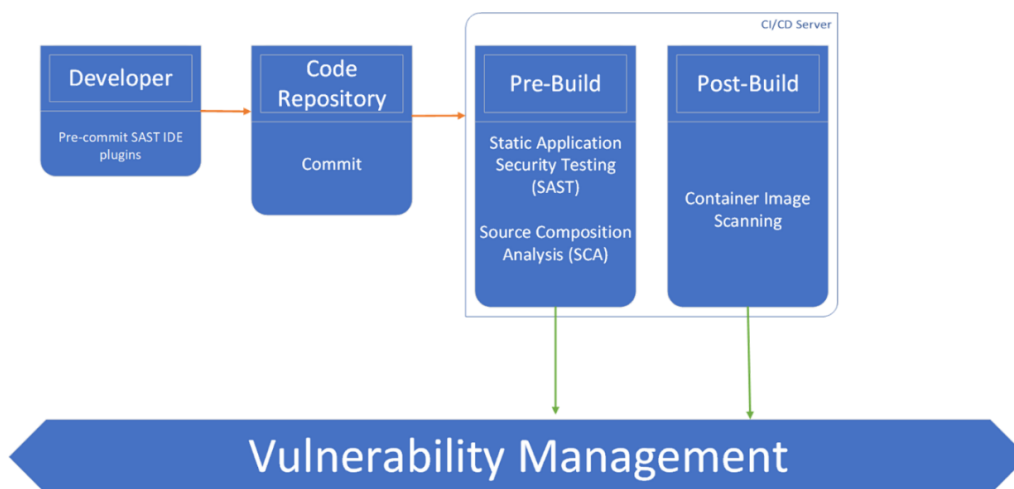 CI/CD Server
Developer
Pre-commit SAST IDE
plugins
Code
Repository
Commit
Pre-Build
Static Application
Security Testing
(SAST)
Source Composition
Analysis (SCA)
Post-Build
Container Image
Scanning
Vulnerability Management